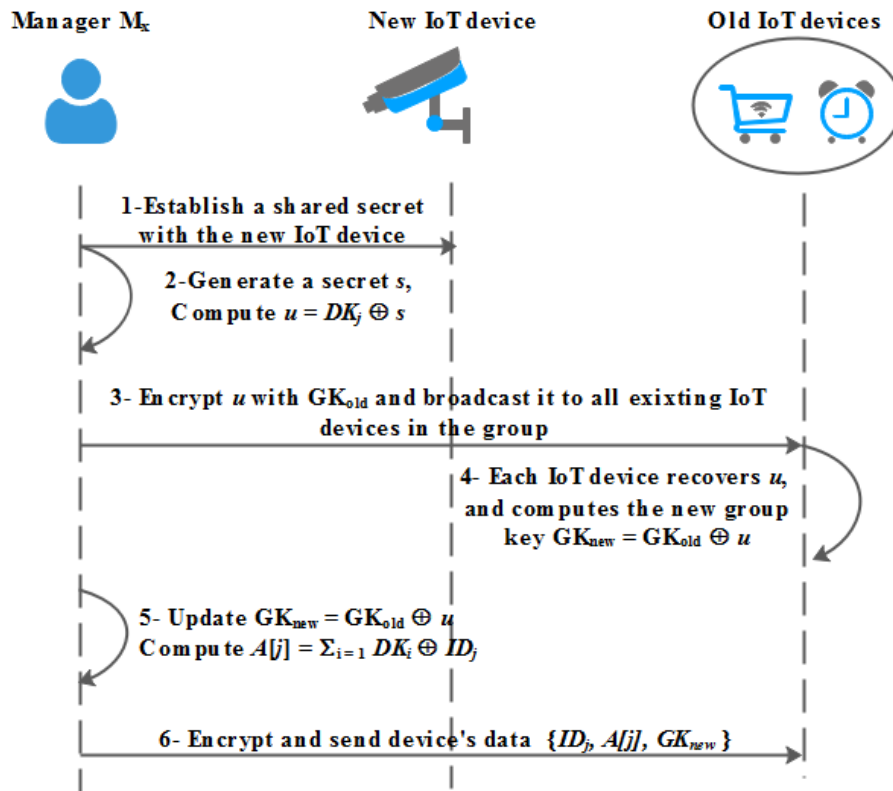 Manager Mₓ
New IoT device
Old IoT devices
1-Establish a shared secret
with the new IoT device
2-Generate a secret s,
Compute u = DKⱼ ⊕ s
3- Encrypt u with GKold and broadcast it to all exixting IoT
devices in the group
4- Each IoT device recovers u,
and computes the new group
key GKnew = GKold ⊕ u
5- Update GKnew = GKold ⊕ u
Compute A[j] = Σi = 1 DKᵢ ⊕ IDⱼ
6- Encrypt and send device's data {IDⱼ, A[j], GKnew }